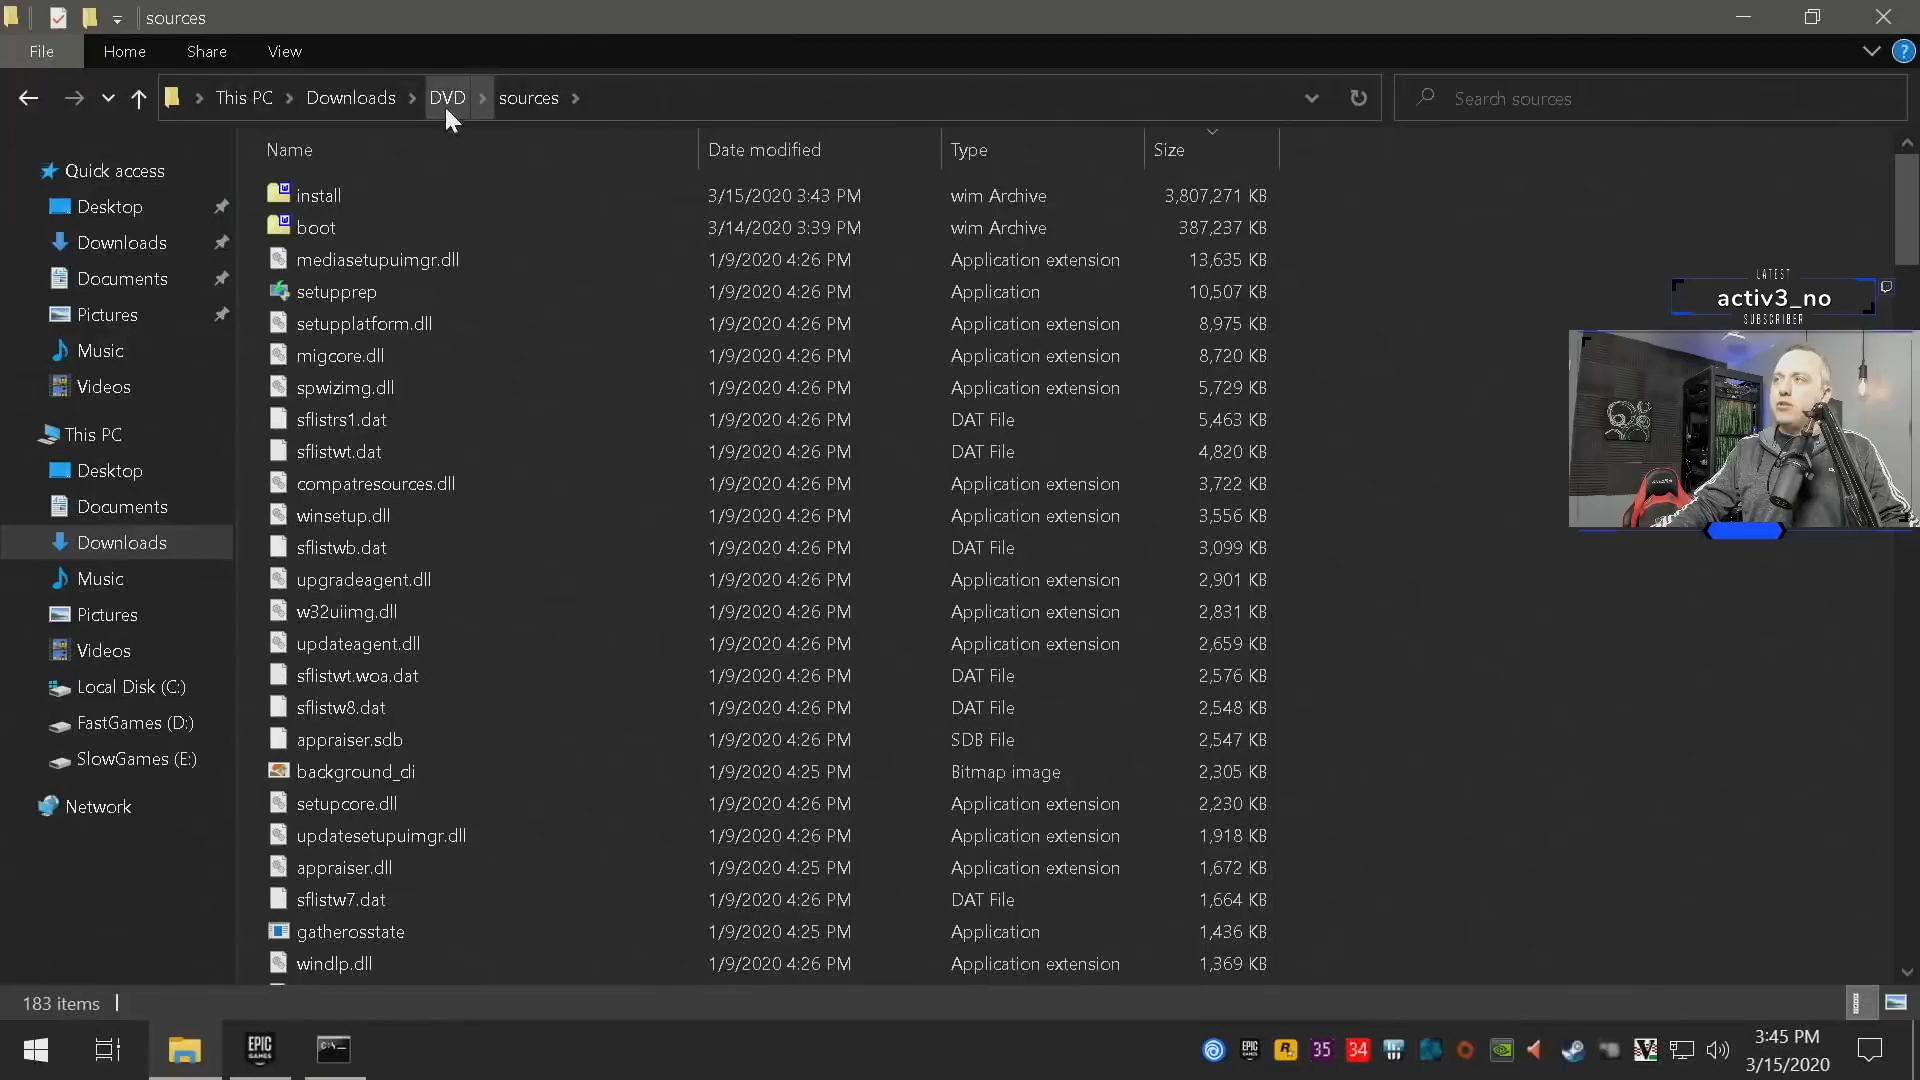 sources
File Home Share View
This PC Downloads DVD sources
Search sources
Name Date modified Type Size
install 3/15/2020 3:43 PM wim Archive 3,807,271 KB
boot 3/14/2020 3:39 PM wim Archive 387,237 KB
mediasetupuimgr.dll 1/9/2020 4:26 PM Application extension 13,635 KB
setupprep 1/9/2020 4:26 PM Application 10,507 KB
setupplatform.dll 1/9/2020 4:26 PM Application extension 8,975 KB
migcore.dll 1/9/2020 4:26 PM Application extension 8,720 KB
spwizimg.dll 1/9/2020 4:26 PM Application extension 5,729 KB
sflistrs1.dat 1/9/2020 4:26 PM DAT File 5,463 KB
sflistwt.dat 1/9/2020 4:26 PM DAT File 4,820 KB
compatresources.dll 1/9/2020 4:26 PM Application extension 3,722 KB
winsetup.dll 1/9/2020 4:26 PM Application extension 3,556 KB
sflistwb.dat 1/9/2020 4:26 PM DAT File 3,099 KB
upgradeagent.dll 1/9/2020 4:26 PM Application extension 2,901 KB
w32uiimg.dll 1/9/2020 4:26 PM Application extension 2,831 KB
updateagent.dll 1/9/2020 4:26 PM Application extension 2,659 KB
sflistwt.woa.dat 1/9/2020 4:26 PM DAT File 2,576 KB
sflistw8.dat 1/9/2020 4:26 PM DAT File 2,548 KB
appraiser.sdb 1/9/2020 4:26 PM SDB File 2,547 KB
background_di 1/9/2020 4:25 PM Bitmap image 2,305 KB
setupcore.dll 1/9/2020 4:26 PM Application extension 2,230 KB
updatesetupuimgr.dll 1/9/2020 4:26 PM Application extension 1,918 KB
appraiser.dll 1/9/2020 4:25 PM Application extension 1,672 KB
sflistw7.dat 1/9/2020 4:26 PM DAT File 1,664 KB
gatherosstate 1/9/2020 4:25 PM Application 1,436 KB
windlp.dll 1/9/2020 4:26 PM Application extension 1,369 KB
Quick access
Desktop
Downloads
Documents
Pictures
Music
Videos
This PC
Desktop
Documents
Downloads
Music
Pictures
Videos
Local Disk (C:)
FastGames (D:)
SlowGames (E:)
Network
LATEST
activ3_no
SUBSCRIBER
183 items
EPIC
GAMES
35
34
3:45 PM
3/15/2020